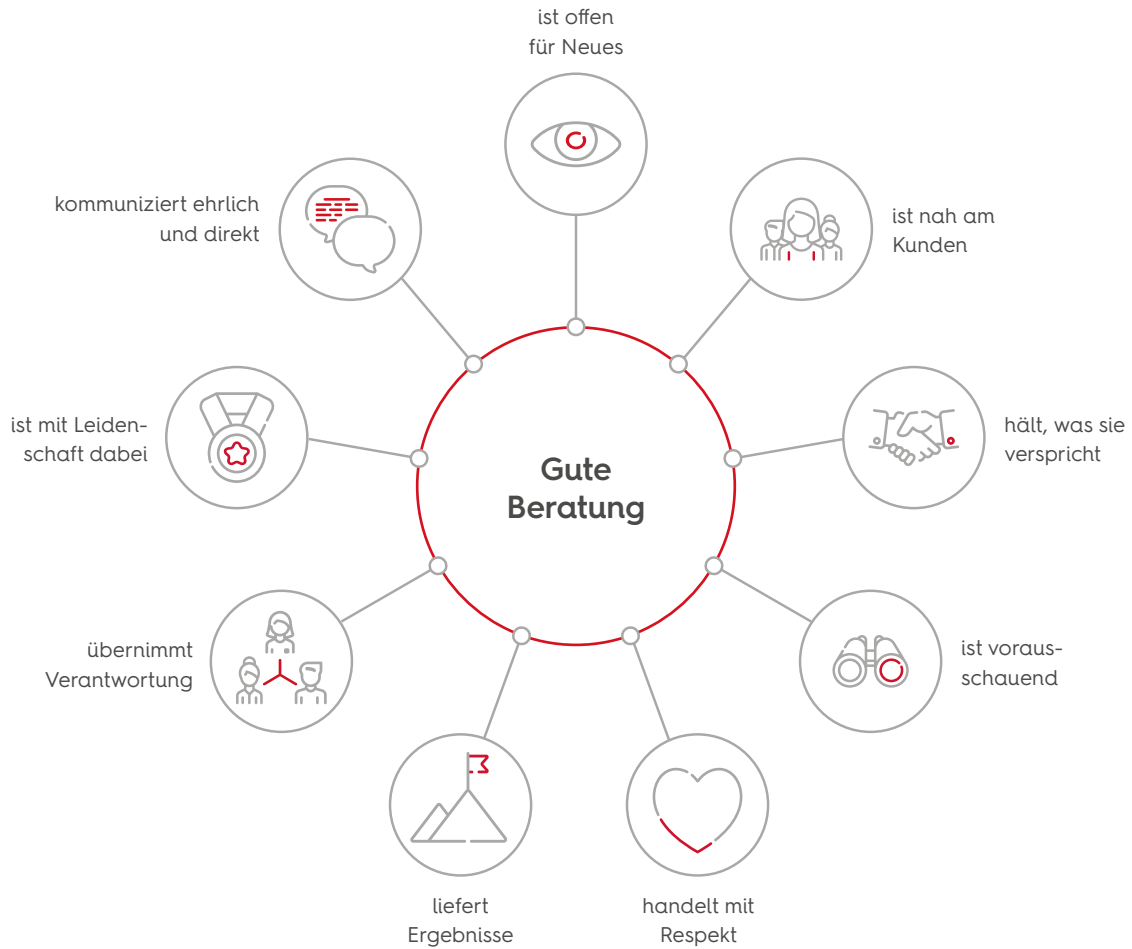 ist offen
für Neues
kommuniziert ehrlich
und direkt
ist nah am
Kunden
ist mit Leiden-
schaft dabei
hält, was sie
verspricht
Gute
Beratung
übernimmt
Verantwortung
ist voraus-
schauend
liefert
Ergebnisse
handelt mit
Respekt